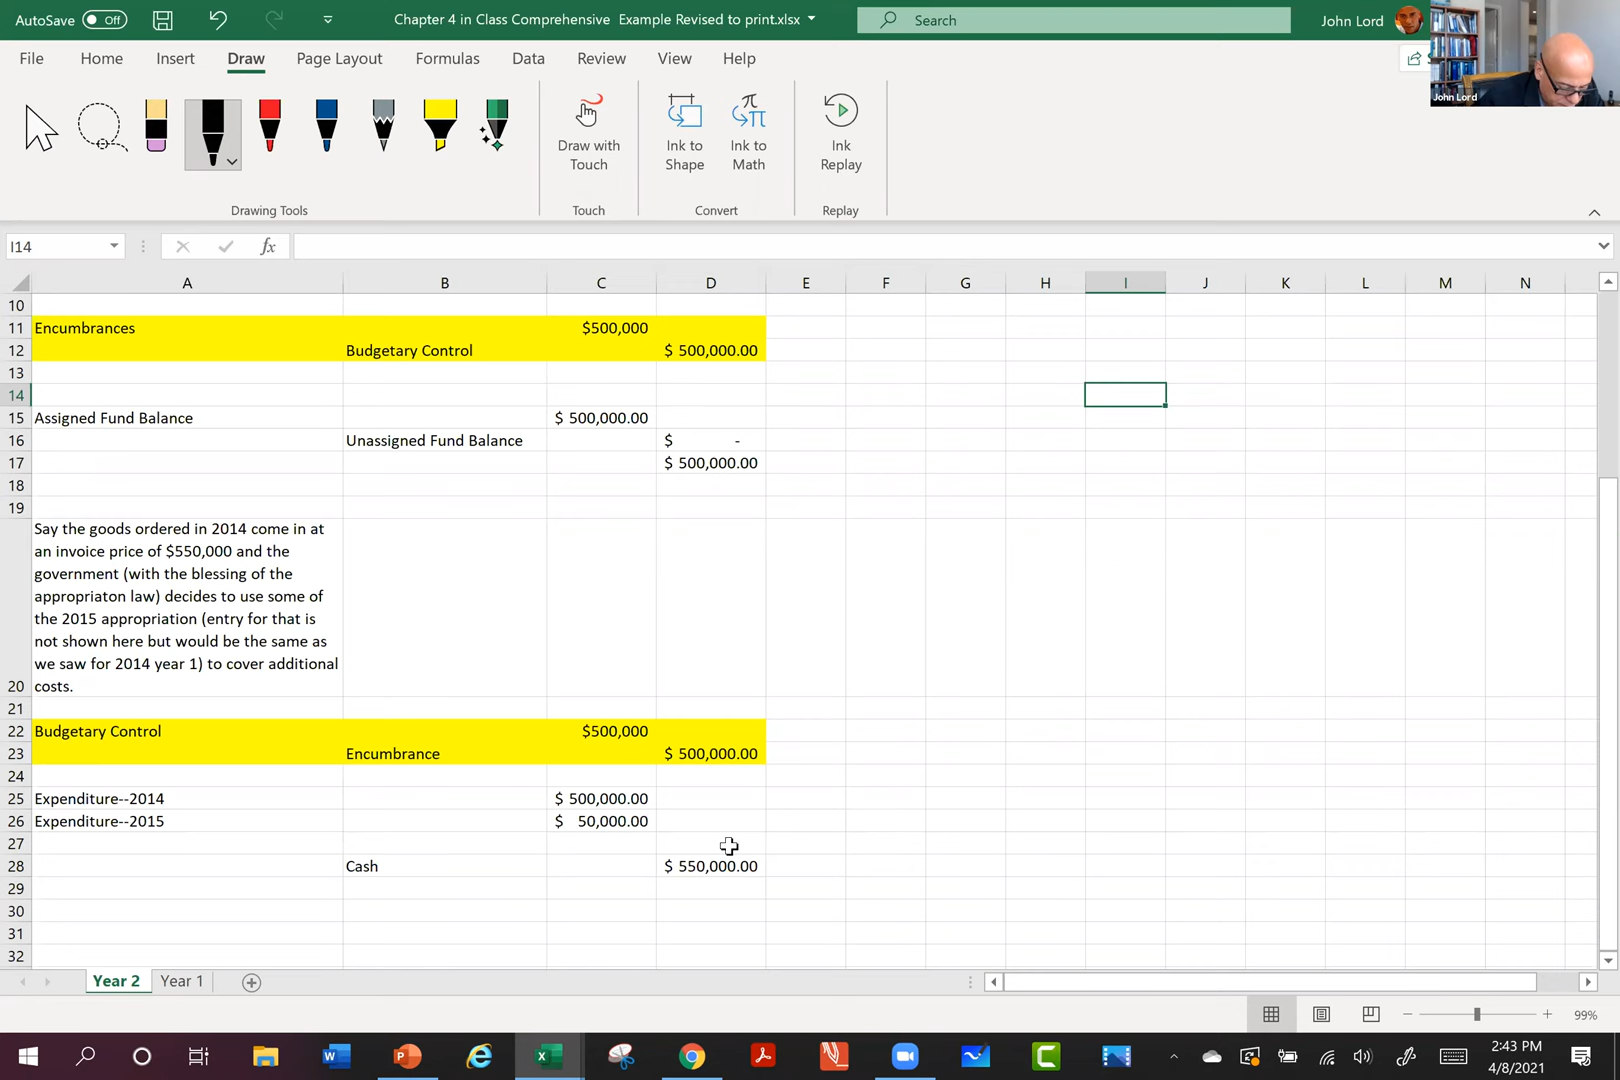 AutoSave Off
Chapter 4 in Class Comprehensive Example Revised to print.xlsx
Search
John Lord
John Lord
File Home Insert Draw Page Layout Formulas Data Review View Help
Draw with Touch
Ink to Shape
Ink to Math
Ink Replay
Drawing Tools
Touch
Convert
Replay
I14
fx
A B C D E F G H I J K L M N
10
11 Encumbrances $500,000
12 Budgetary Control $ 500,000.00
13
14
15 Assigned Fund Balance $ 500,000.00
16 Unassigned Fund Balance $ -
17 $ 500,000.00
18
19
Say the goods ordered in 2014 come in at
an invoice price of $550,000 and the
government (with the blessing of the
appropriaton law) decides to use some of
the 2015 appropriation (entry for that is
not shown here but would be the same as
we saw for 2014 year 1) to cover additional
20 costs.
21
22 Budgetary Control $500,000
23 Encumbrance $ 500,000.00
24
25 Expenditure--2014 $ 500,000.00
26 Expenditure--2015 $ 50,000.00
27
28 Cash $ 550,000.00
29
30
31
32
Year 2 Year 1
99%
2:43 PM
4/8/2021